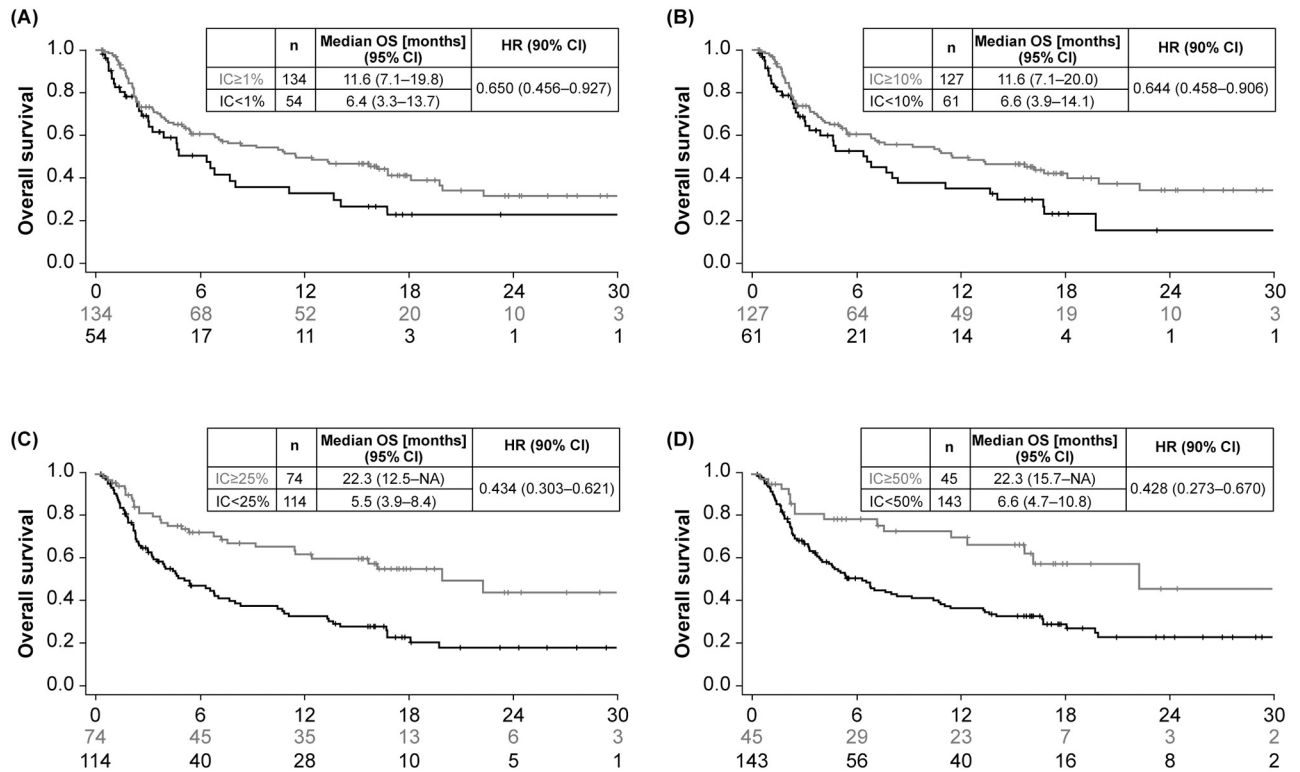 (A)
n Median OS [months] (95% CI) HR (90% CI)
IC≥1% 134 11.6 (7.1–19.8) 0.650 (0.456–0.927)
IC<1% 54 6.4 (3.3–13.7)
Overall survival
1.0
0.8
0.6
0.4
0.2
0.0
0 6 12 18 24 30
134 68 52 20 10 3
54 17 11 3 1 1
(B)
n Median OS [months] (95% CI) HR (90% CI)
IC≥10% 127 11.6 (7.1–20.0) 0.644 (0.458–0.906)
IC<10% 61 6.6 (3.9–14.1)
Overall survival
1.0
0.8
0.6
0.4
0.2
0.0
0 6 12 18 24 30
127 64 49 19 10 3
61 21 14 4 1 1
(C)
n Median OS [months] (95% CI) HR (90% CI)
IC≥25% 74 22.3 (12.5–NA) 0.434 (0.303–0.621)
IC<25% 114 5.5 (3.9–8.4)
Overall survival
1.0
0.8
0.6
0.4
0.2
0.0
0 6 12 18 24 30
74 45 35 13 6 3
114 40 28 10 5 1
(D)
n Median OS [months] (95% CI) HR (90% CI)
IC≥50% 45 22.3 (15.7–NA) 0.428 (0.273–0.670)
IC<50% 143 6.6 (4.7–10.8)
Overall survival
1.0
0.8
0.6
0.4
0.2
0.0
0 6 12 18 24 30
45 29 23 7 3 2
143 56 40 16 8 2